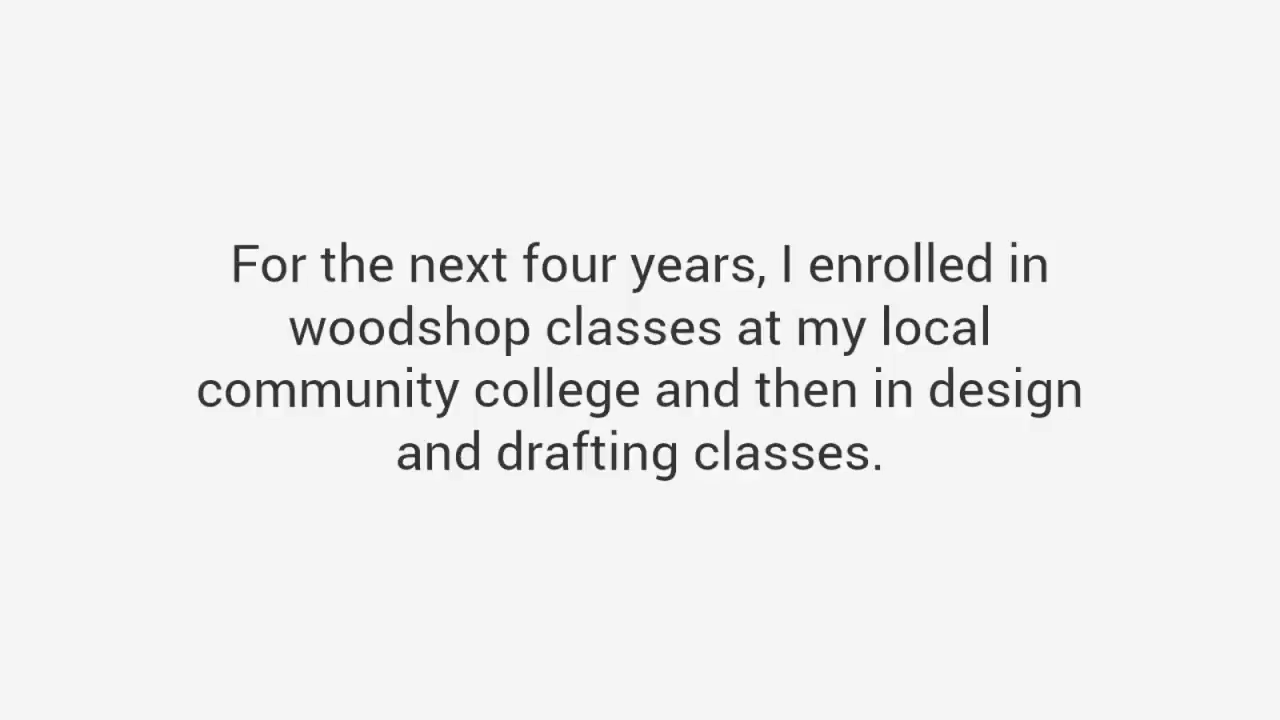 For the next four years, I enrolled in
woodshop classes at my local
community college and then in design
and drafting classes.